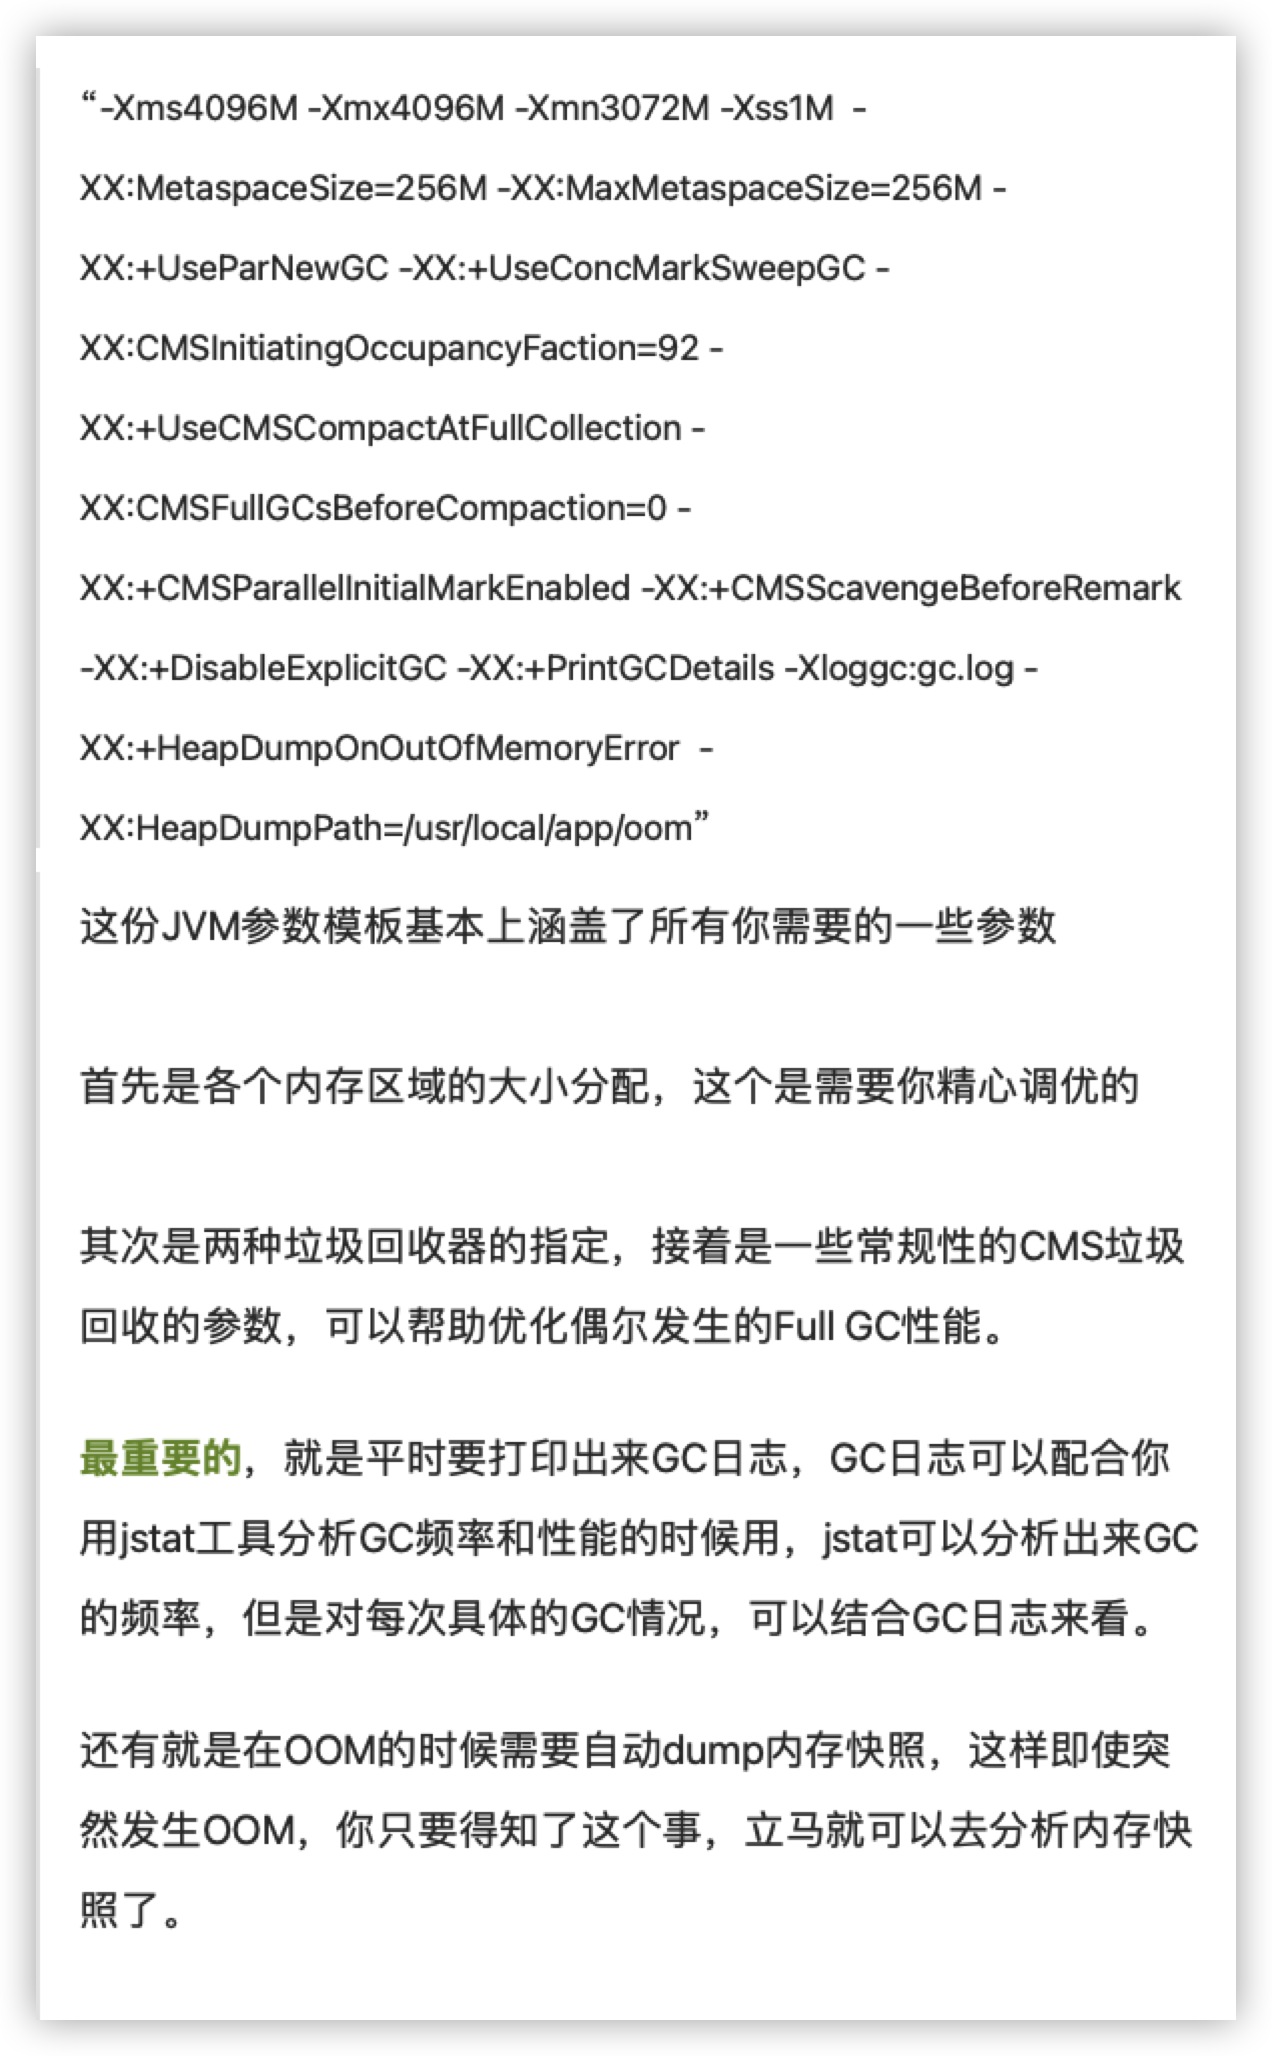 “-Xms4096M -Xmx4096M -Xmn3072M -Xss1M  -
XX:MetaspaceSize=256M -XX:MaxMetaspaceSize=256M -
XX:+UseParNewGC -XX:+UseConcMarkSweepGC -
XX:CMSInitiatingOccupancyFaction=92 -
XX:+UseCMSCompactAtFullCollection -
XX:CMSFullGCsBeforeCompaction=0 -
XX:+CMSParallelInitialMarkEnabled -XX:+CMSScavengeBeforeRemark
-XX:+DisableExplicitGC -XX:+PrintGCDetails -Xloggc:gc.log -
XX:+HeapDumpOnOutOfMemoryError  -
XX:HeapDumpPath=/usr/local/app/oom”
这份JVM参数模板基本上涵盖了所有你需要的一些参数
首先是各个内存区域的大小分配，这个是需要你精心调优的
其次是两种垃圾回收器的指定，接着是一些常规性的CMS垃圾
回收的参数，可以帮助优化偶尔发生的Full GC性能。
最重要的，就是平时要打印出来GC日志，GC日志可以配合你
用jstat工具分析GC频率和性能的时候用，jstat可以分析出来GC
的频率，但是对每次具体的GC情况，可以结合GC日志来看。
还有就是在OOM的时候需要自动dump内存快照，这样即使突
然发生OOM，你只要得知了这个事，立马就可以去分析内存快
照了。